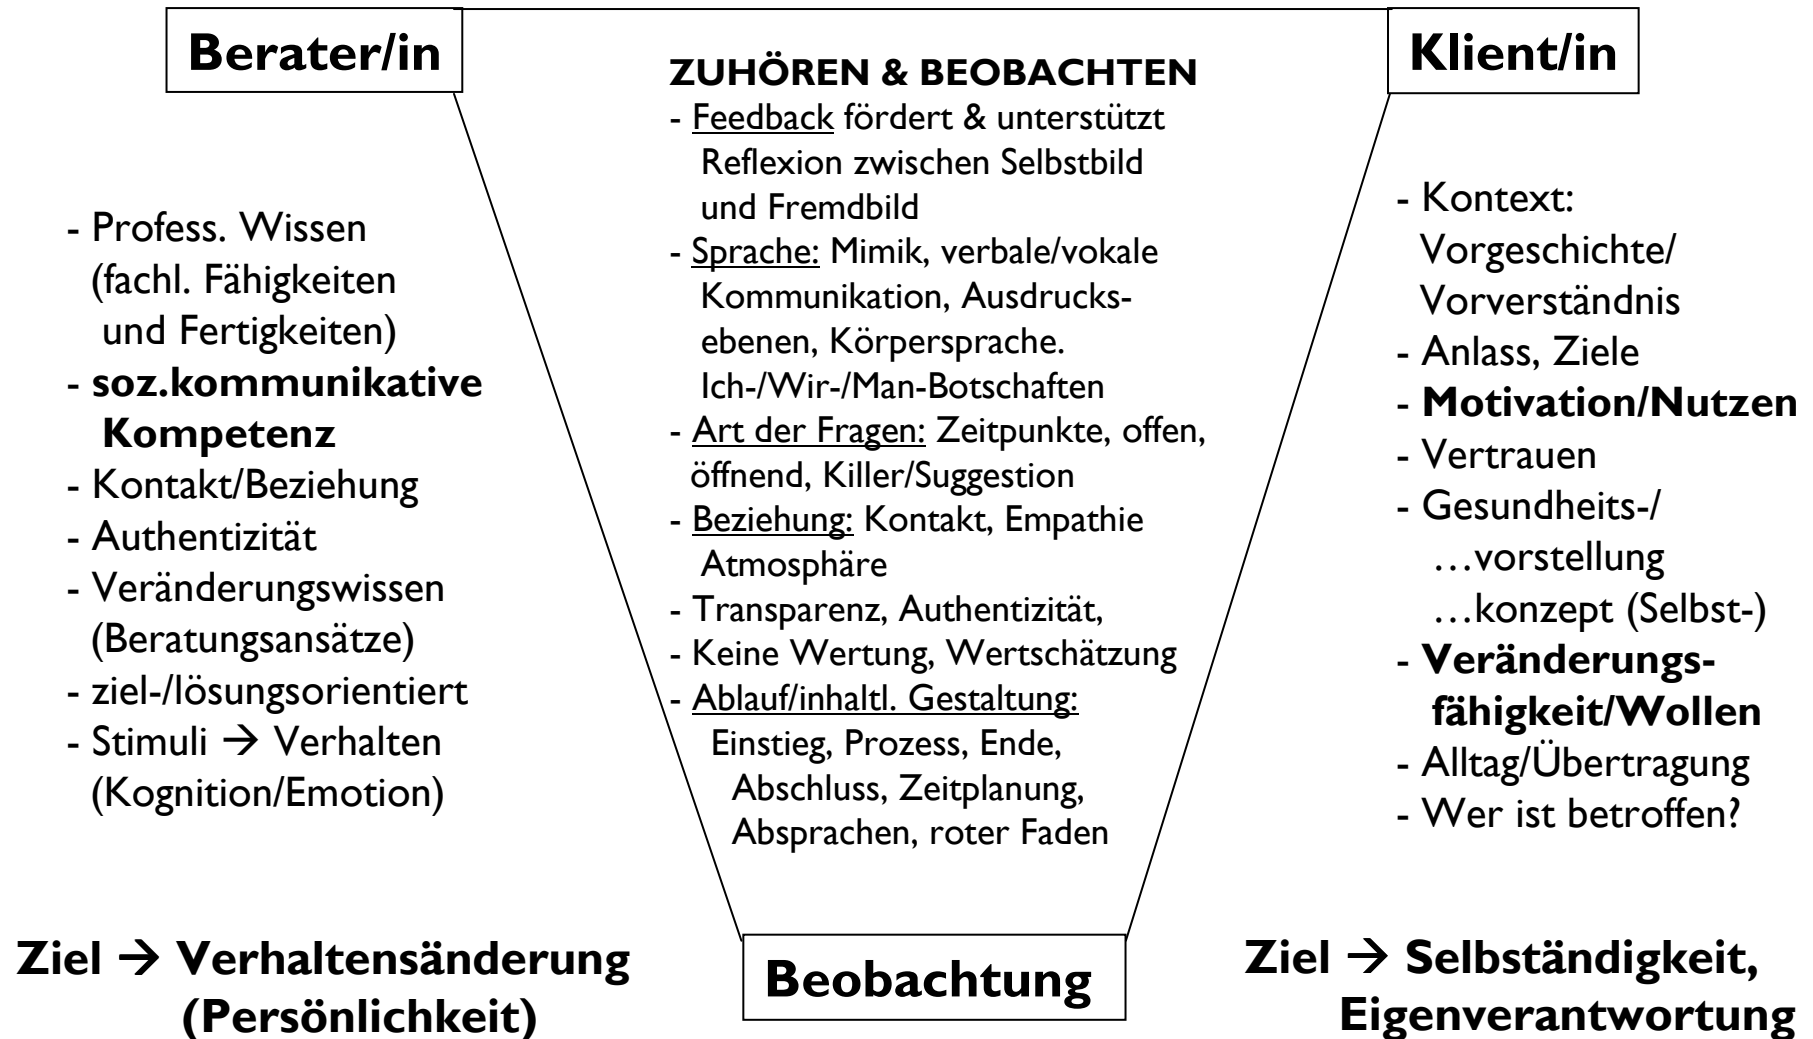 Berater/in
- Profess. Wissen
(fachl. Fähigkeiten
und Fertigkeiten)
- soz.kommunikative
Kompetenz
- Kontakt/Beziehung
- Authentizität
- Veränderungswissen
(Beratungsansätze)
- ziel-/lösungsorientiert
- Stimuli → Verhalten
(Kognition/Emotion)
Ziel → Verhaltensänderung
(Persönlichkeit)
ZUHÖREN & BEOBACHTEN
- Feedback fördert & unterstützt
Reflexion zwischen Selbstbild
und Fremdbild
- Sprache: Mimik, verbale/vokale
Kommunikation, Ausdrucks-
ebenen, Körpersprache.
Ich-/Wir-/Man-Botschaften
- Art der Fragen: Zeitpunkte, offen,
öffnend, Killer/Suggestion
- Beziehung: Kontakt, Empathie
Atmosphäre
- Transparenz, Authentizität,
- Keine Wertung, Wertschätzung
- Ablauf/inhaltl. Gestaltung:
Einstieg, Prozess, Ende,
Abschluss, Zeitplanung,
Absprachen, roter Faden
Beobachtung
Klient/in
- Kontext:
Vorgeschichte/
Vorverständnis
- Anlass, Ziele
- Motivation/Nutzen
- Vertrauen
- Gesundheits-/
…vorstellung
…konzept (Selbst-)
- Veränderungs-
fähigkeit/Wollen
- Alltag/Übertragung
- Wer ist betroffen?
Ziel → Selbständigkeit,
Eigenverantwortung